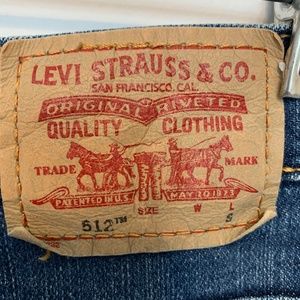 LEVI STRAUSS & CO.
SAN FRANCISCO, CAL.
ORIGINAL RIVETED
QUALITY CLOTHING
TRADE MARK
PATENTED IN U.S. MAY 20 1873
512™ SIZE W L
S